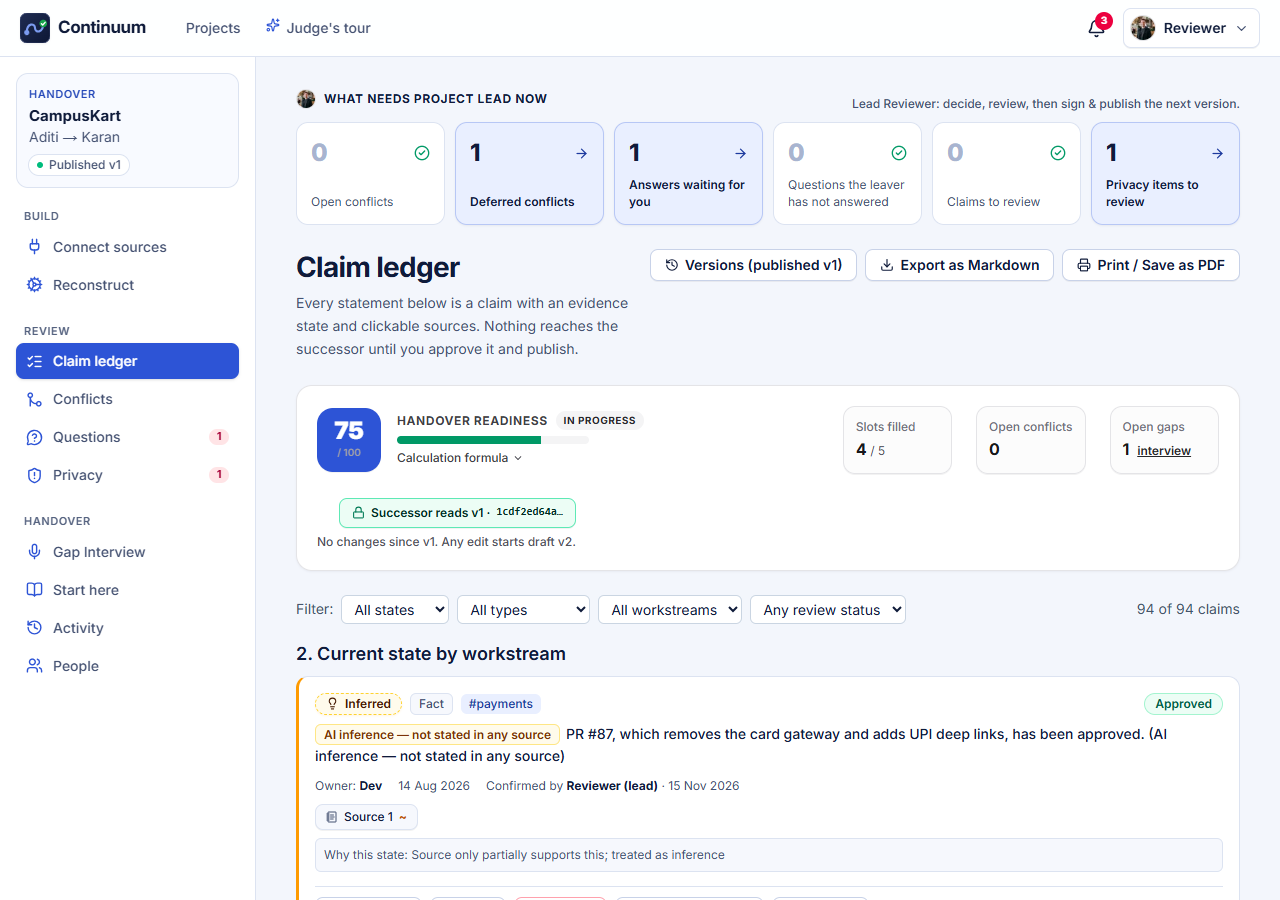 Continuum
Projects
Judge's tour
3
Reviewer
HANDOVER
CampusKart
Aditi → Karan
Published v1
BUILD
Connect sources
Reconstruct
REVIEW
Claim ledger
Conflicts
Questions
1
Privacy
1
HANDOVER
Gap Interview
Start here
Activity
People
WHAT NEEDS PROJECT LEAD NOW
Lead Reviewer: decide, review, then sign & publish the next version.
0
Open conflicts
1
Deferred conflicts
1
Answers waiting for
you
0
Questions the leaver
has not answered
0
Claims to review
1
Privacy items to
review
Claim ledger
Versions (published v1)
Export as Markdown
Print / Save as PDF
Every statement below is a claim with an evidence
state and clickable sources. Nothing reaches the
successor until you approve it and publish.
75
/ 100
HANDOVER READINESS
IN PROGRESS
Calculation formula
Slots filled
4 / 5
Open conflicts
0
Open gaps
1 interview
Successor reads v1 · 1cdf2ed64a…
No changes since v1. Any edit starts draft v2.
Filter:
All states
All types
All workstreams
Any review status
94 of 94 claims
2. Current state by workstream
Inferred
Fact
#payments
Approved
AI inference — not stated in any source PR #87, which removes the card gateway and adds UPI deep links, has been approved. (AI
inference — not stated in any source)
Owner: Dev 14 Aug 2026 Confirmed by Reviewer (lead) · 15 Nov 2026
Source 1 ~
Why this state: Source only partially supports this; treated as inference